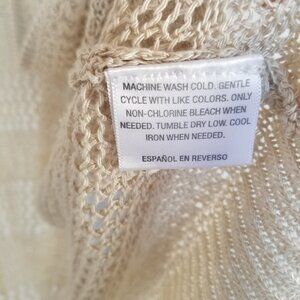 MACHINE WASH COLD. GENTLE
CYCLE WITH LIKE COLORS. ONLY
NON-CHLORINE BLEACH WHEN
NEEDED. TUMBLE DRY LOW. COOL
IRON WHEN NEEDED.
ESPAÑOL EN REVERSO